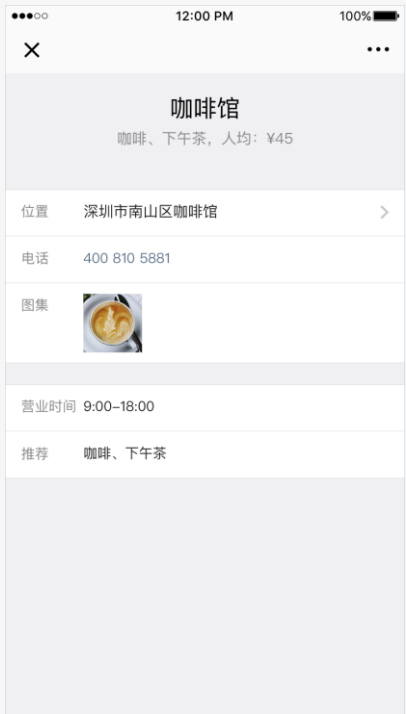 12:00 PM 100%
咖啡馆
咖啡、下午茶，人均：¥45
位置 深圳市南山区咖啡馆
电话 400 810 5881
图集
营业时间 9:00–18:00
推荐 咖啡、下午茶